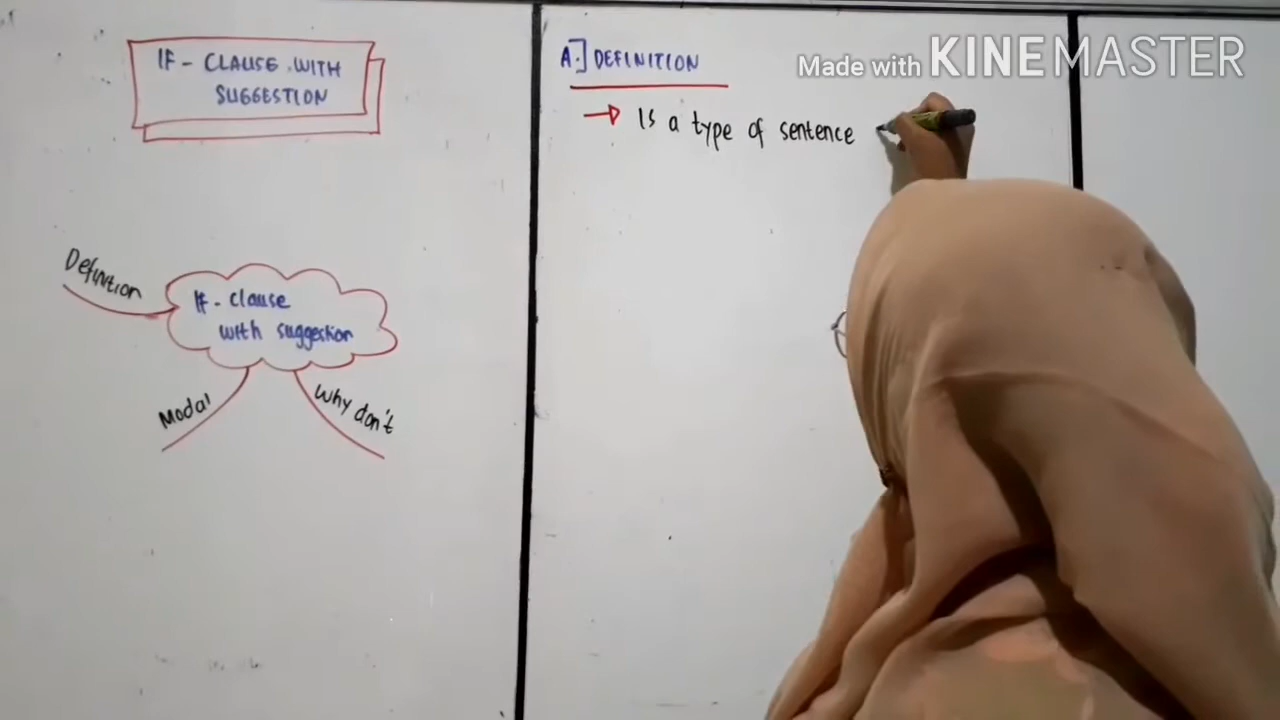 IF - CLAUSE WITH
SUGGESTION
Definition
If - clause
with suggestion
Modal
Why don't
A.] DEFINITION
Is a type of sentence
Made with KINEMASTER